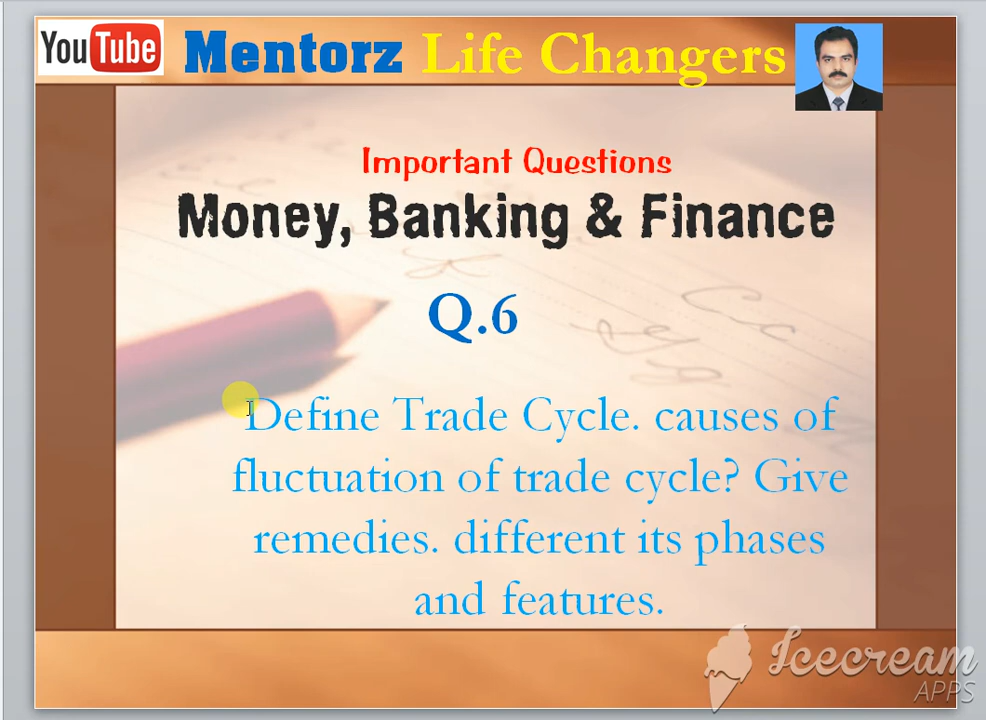 YouTube Mentorz Life Changers
Important Questions
Money, Banking & Finance
Q.6
Define Trade Cycle. causes of
fluctuation of trade cycle? Give
remedies. different its phases
and features.
Icecream
APPS